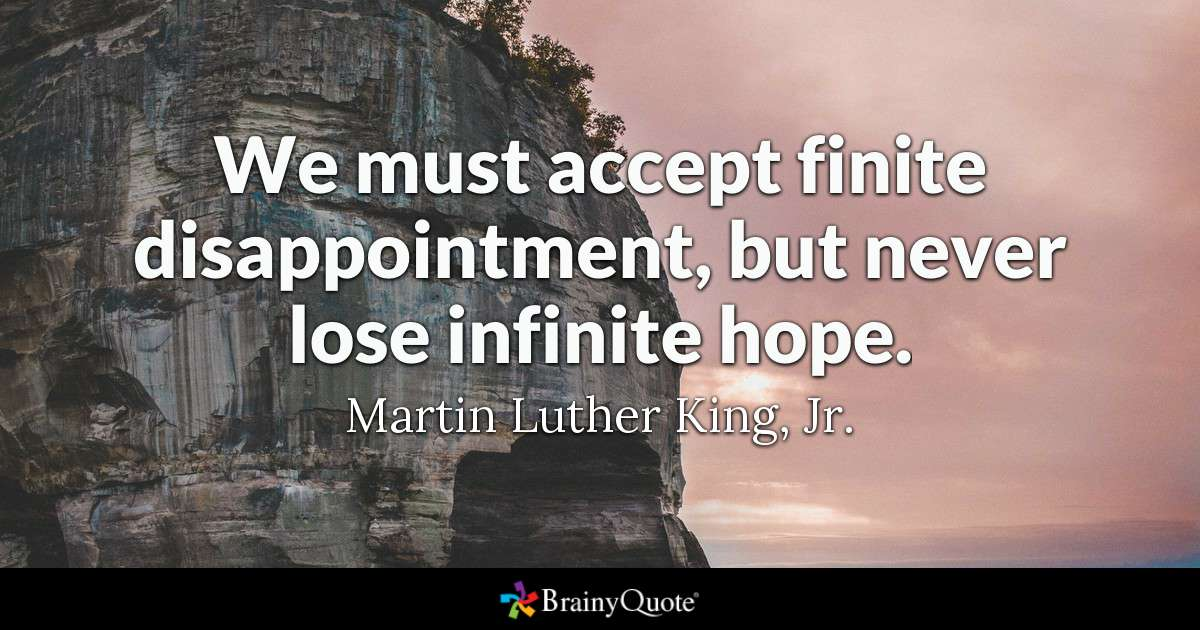 We must accept finite
disappointment, but never
lose infinite hope.
Martin Luther King, Jr.
BrainyQuote®